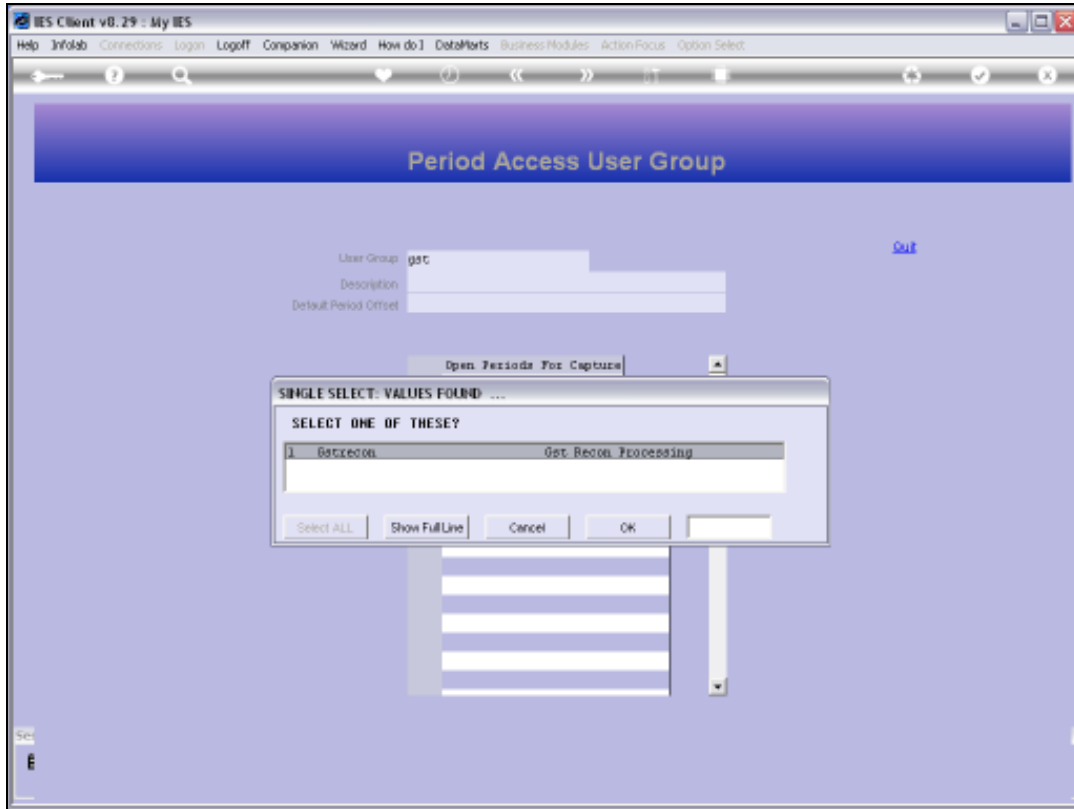 IES Client v8.29 : My IES
Help Infolab Connections Logon Logoff Companion Wizard How do I DataMarts Business Modules Action Focus Option Select
Period Access User Group
Quit
User Group gst
Description
Default Period Offset
Open Periods For Capture
SINGLE SELECT: VALUES FOUND ...
SELECT ONE OF THESE?
1 Gstrecon Gst Recon Processing
Select ALL Show Full Line Cancel OK